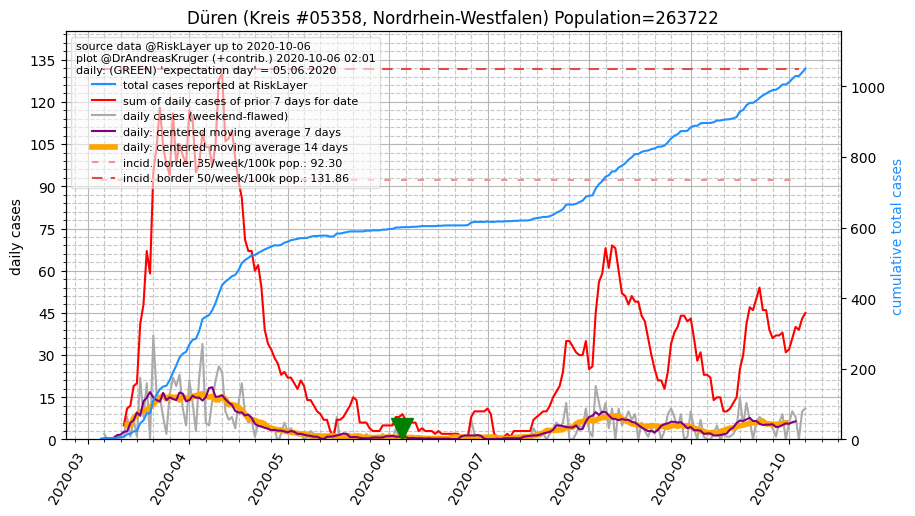 Düren (Kreis #05358, Nordrhein-Westfalen) Population=263722
source data @RiskLayer up to 2020-10-06
plot @DrAndreasKruger (+contrib.) 2020-10-06 02:01
daily: (GREEN) 'expectation day' = 05.06.2020
total cases reported at RiskLayer
sum of daily cases of prior 7 days for date
daily cases (weekend-flawed)
daily: centered moving average 7 days
daily: centered moving average 14 days
incid. border 35/week/100k pop.: 92.30
incid. border 50/week/100k pop.: 131.86
daily cases
135
120
105
90
75
60
45
30
15
0
cumulative total cases
1000
800
600
400
200
0
2020-03
2020-04
2020-05
2020-06
2020-07
2020-08
2020-09
2020-10